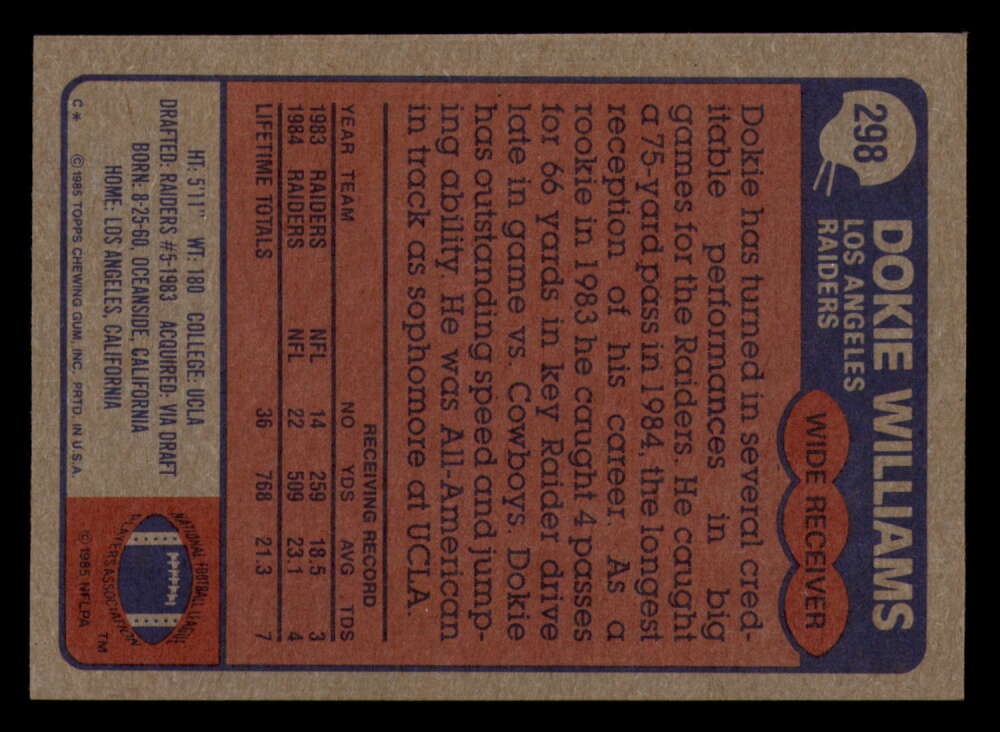 298
DOKIE WILLIAMS
LOS ANGELES
RAIDERS
WIDE RECEIVER
Dokie has turned in several cred-
itable performances in big
games for the Raiders. He caught
a 75-yard pass in 1984, the longest
reception of his career. As a
rookie in 1983 he caught 4 passes
for 66 yards in key Raider drive
late in game vs. Cowboys. Dokie
has outstanding speed and jump-
ing ability. He was All-American
in track as sophomore at UCLA.
RECEIVING RECORD
YEAR TEAM NO YDS AVG TDS
1983 RAIDERS NFL 14 259 18.5 3
1984 RAIDERS NFL 22 509 23.1 4
LIFETIME TOTALS 36 768 21.3 7
HT: 5'11" WT: 180 COLLEGE: UCLA
DRAFTED: RAIDERS #5-1983 ACQUIRED: VIA DRAFT
BORN: 8-25-60, OCEANSIDE, CALIFORNIA
HOME: LOS ANGELES, CALIFORNIA
C* © 1985 TOPPS CHEWING GUM, INC. PRTD. IN U.S.A.
NATIONAL FOOTBALL LEAGUE
PLAYERS ASSOCIATION
TM
© 1985 NFLPA